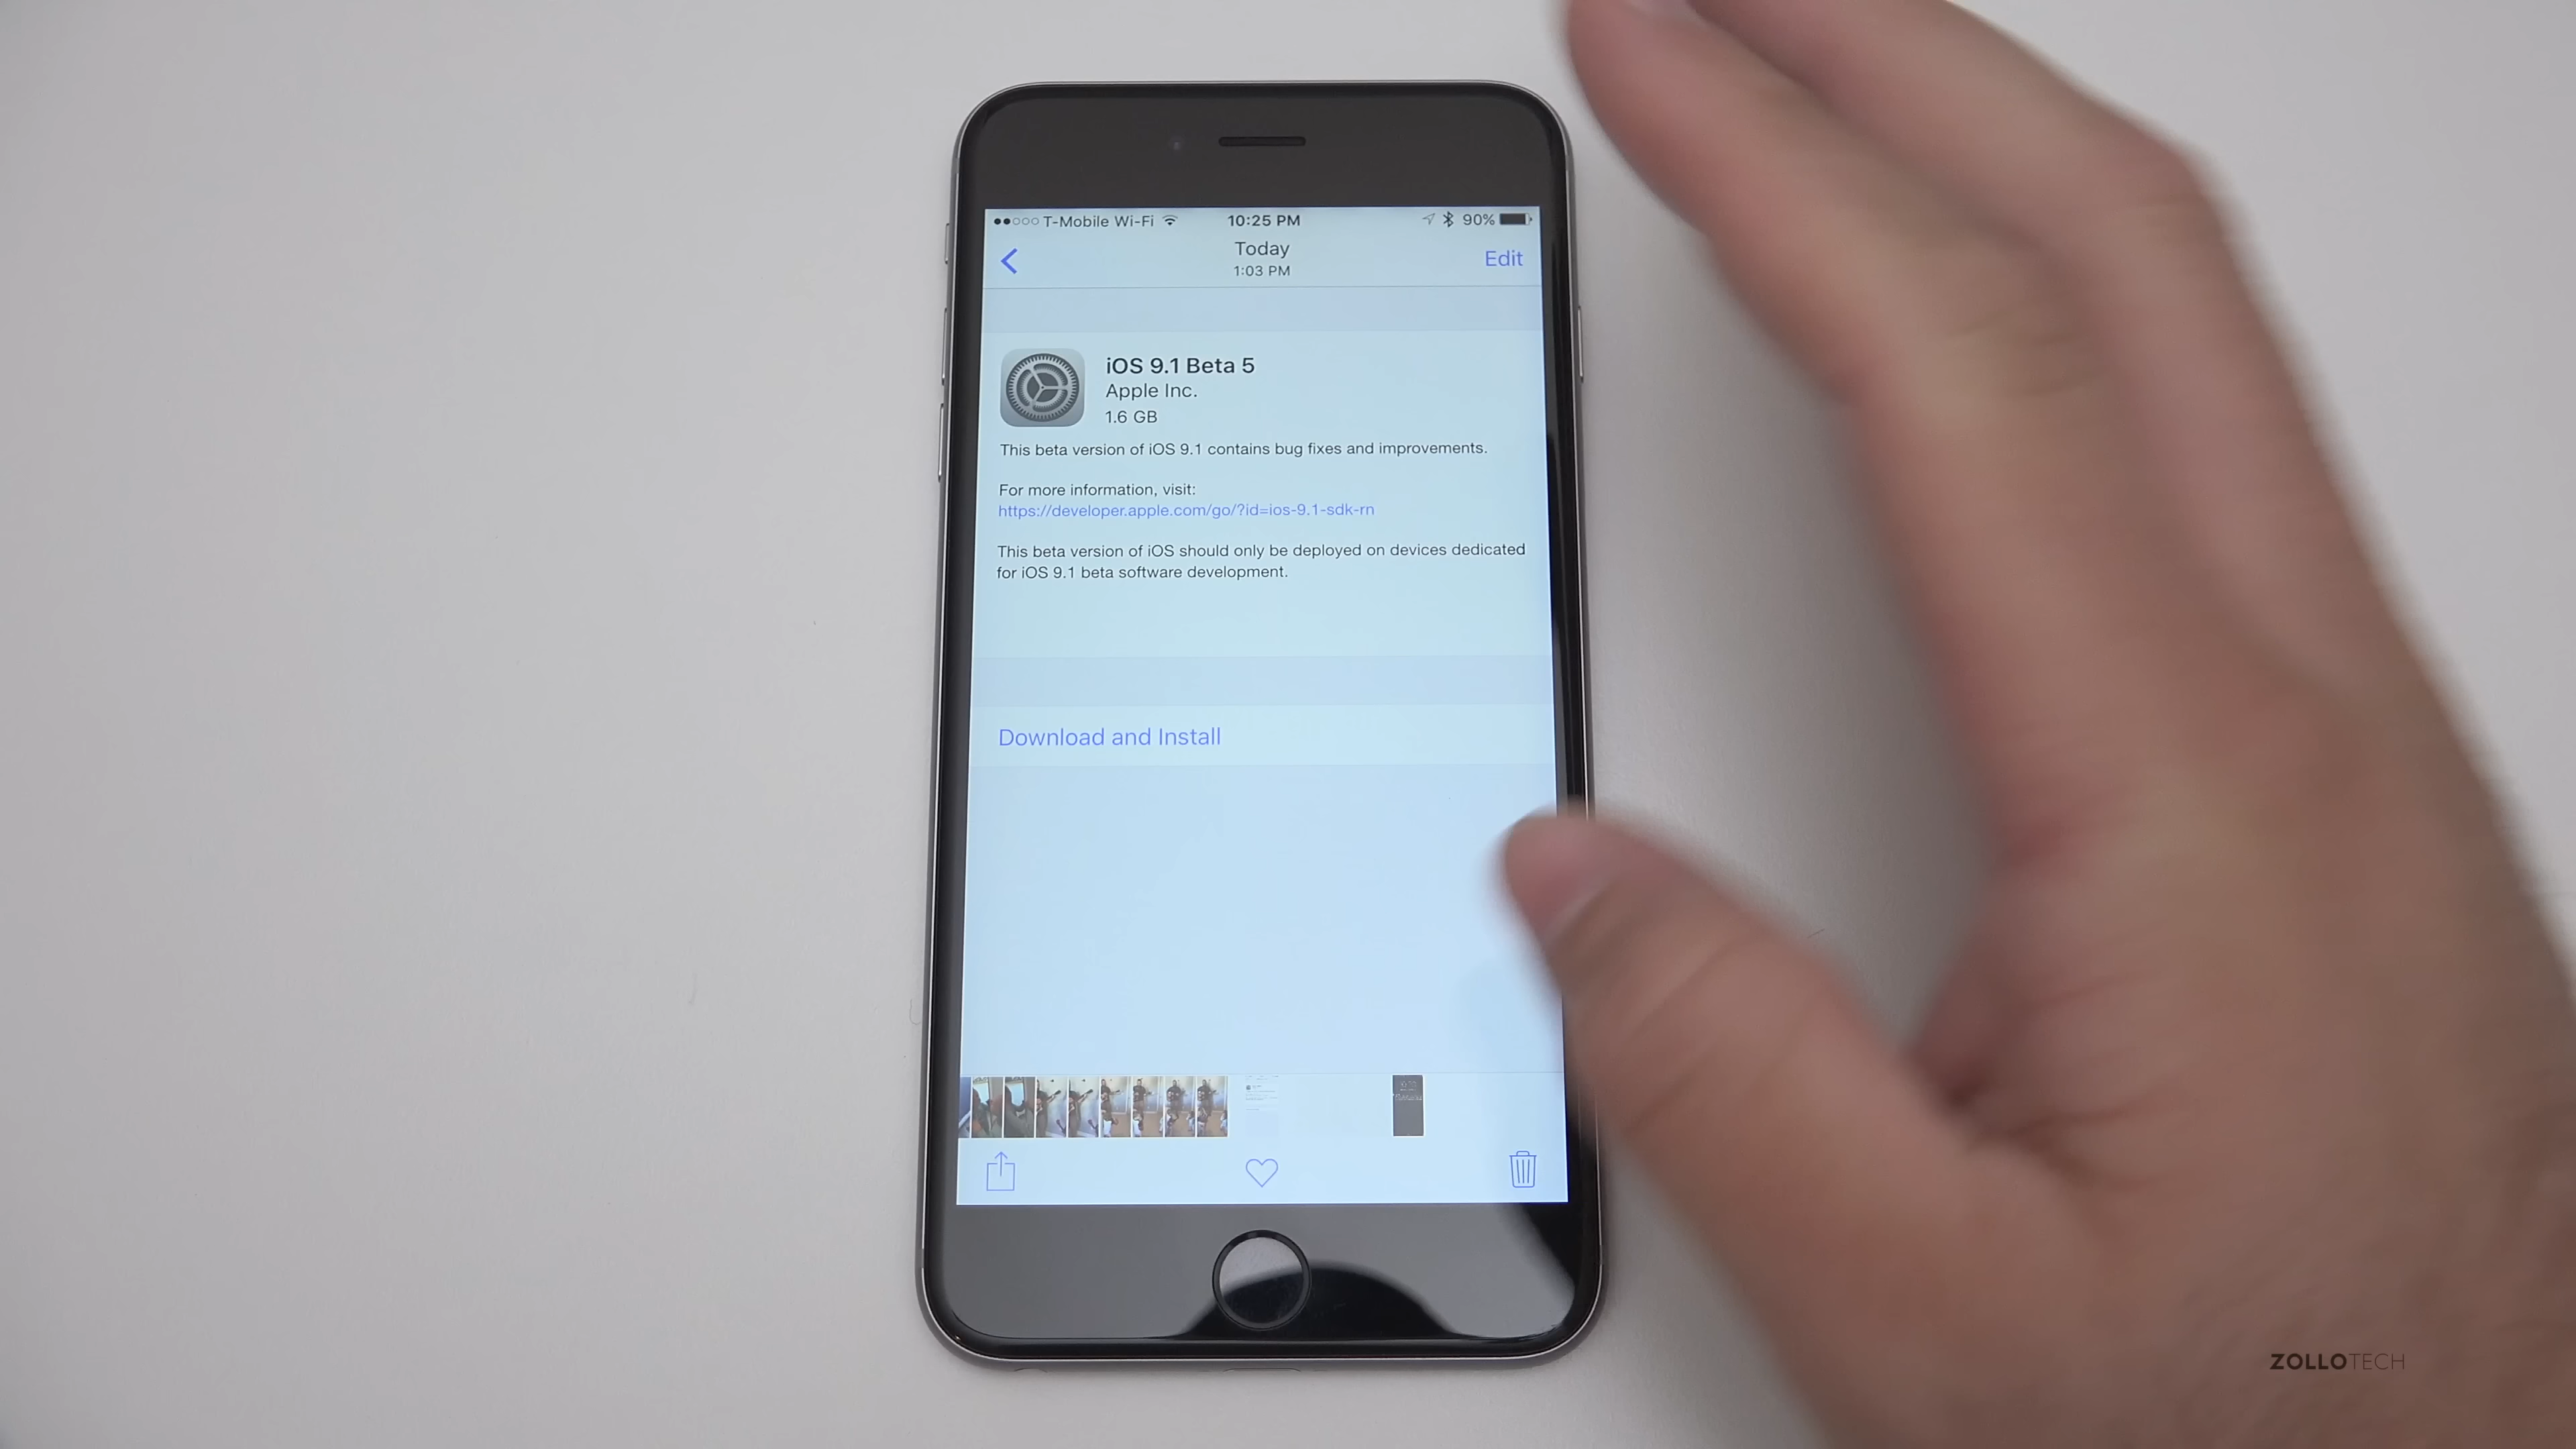 T-Mobile Wi-Fi 10:25 PM 90%
Today
1:03 PM
Edit
iOS 9.1 Beta 5
Apple Inc.
1.6 GB
This beta version of iOS 9.1 contains bug fixes and improvements.
For more information, visit:
https://developer.apple.com/go/?id=ios-9.1-sdk-rn
This beta version of iOS should only be deployed on devices dedicated
for iOS 9.1 beta software development.
Download and Install
ZOLLOTECH